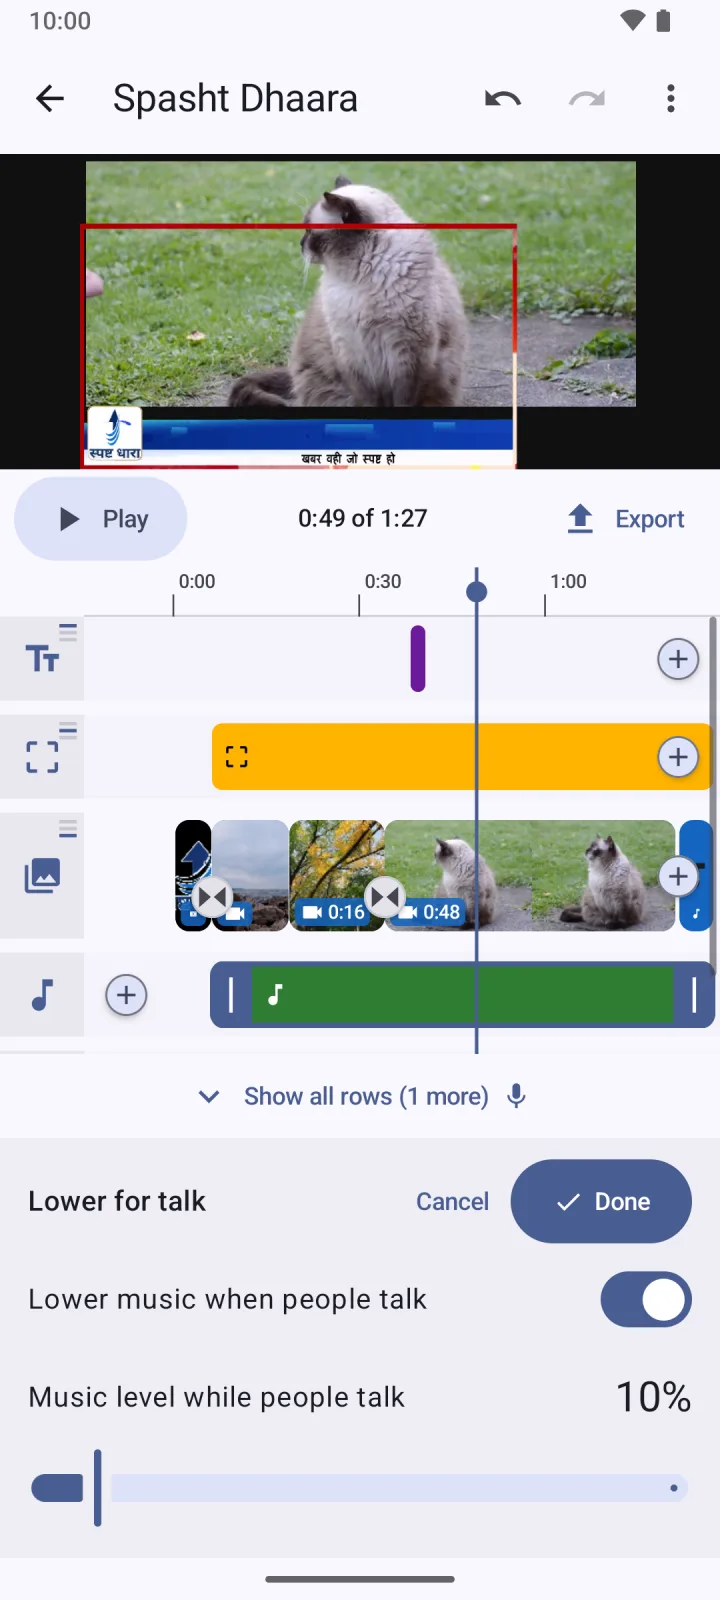 10:00
Spasht Dhaara
स्पष्ट धारा
खबर वही जो स्पष्ट हो
Play
0:49 of 1:27
Export
0:00
0:30
1:00
Tт
0:16
0:48
Show all rows (1 more)
Lower for talk
Cancel
Done
Lower music when people talk
Music level while people talk
10%